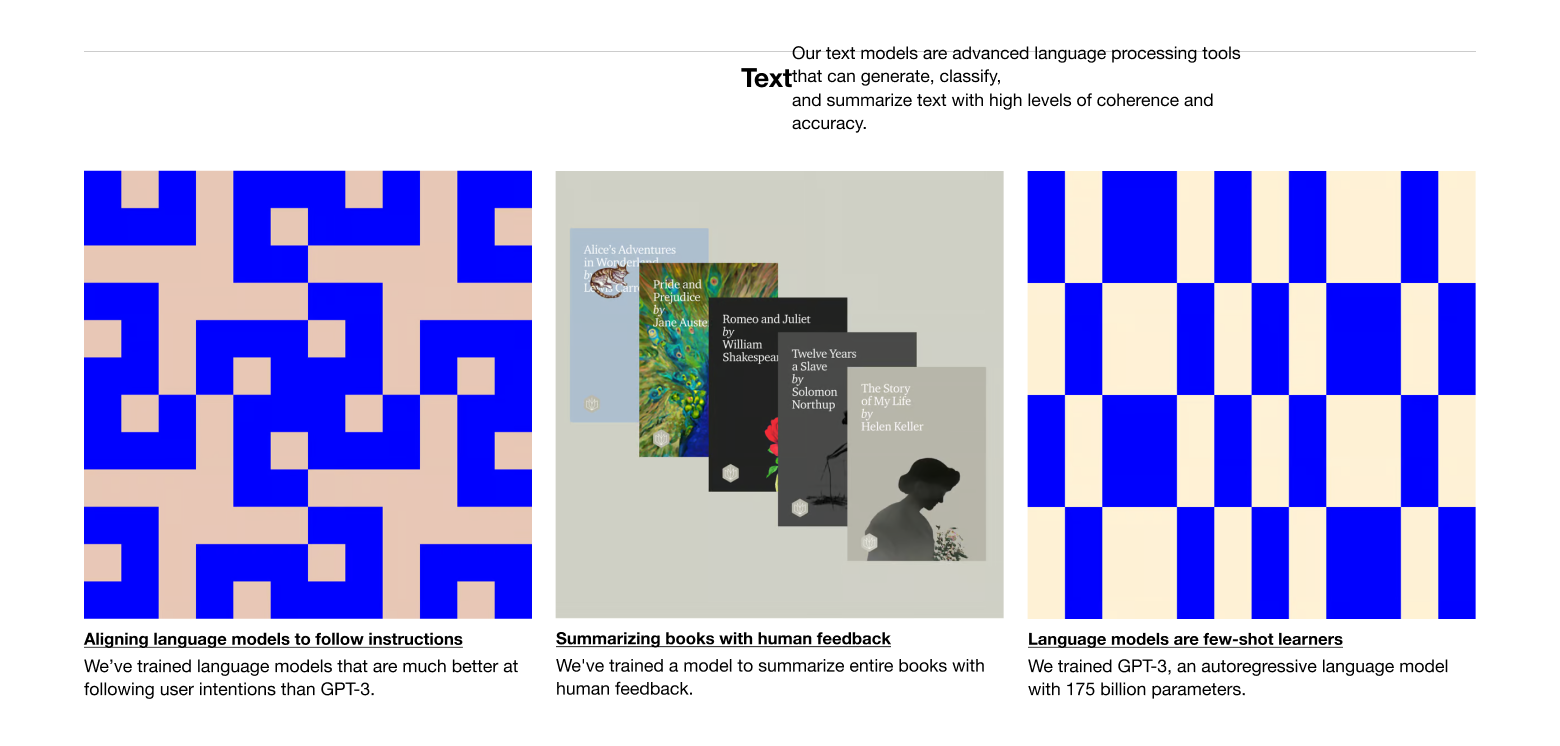 Our text models are advanced language processing tools
Text
that can generate, classify,
and summarize text with high levels of coherence and
accuracy.
Alice's Adventures
in Wonderland
by
Lewis Carr
Pride and
Prejudice
by
Jane Auste
Romeo and Juliet
by
William
Shakespear
Twelve Years
a Slave
by
Solomon
Northup
The Story
of My Life
by
Helen Keller
Aligning language models to follow instructions
We’ve trained language models that are much better at
following user intentions than GPT-3.
Summarizing books with human feedback
We've trained a model to summarize entire books with
human feedback.
Language models are few-shot learners
We trained GPT-3, an autoregressive language model
with 175 billion parameters.